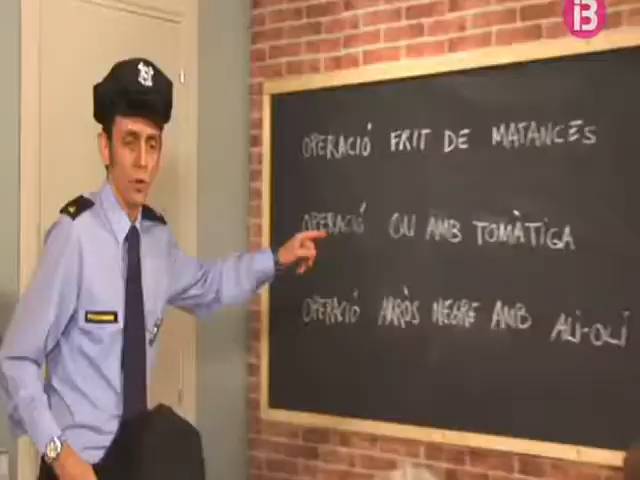 IB
OPERACIÓ FRIT DE MATANCES
OPERACIÓ OU AMB TOMÀTIGA
OPERACIÓ ARRÒS NEGRE AMB ALI-OLI